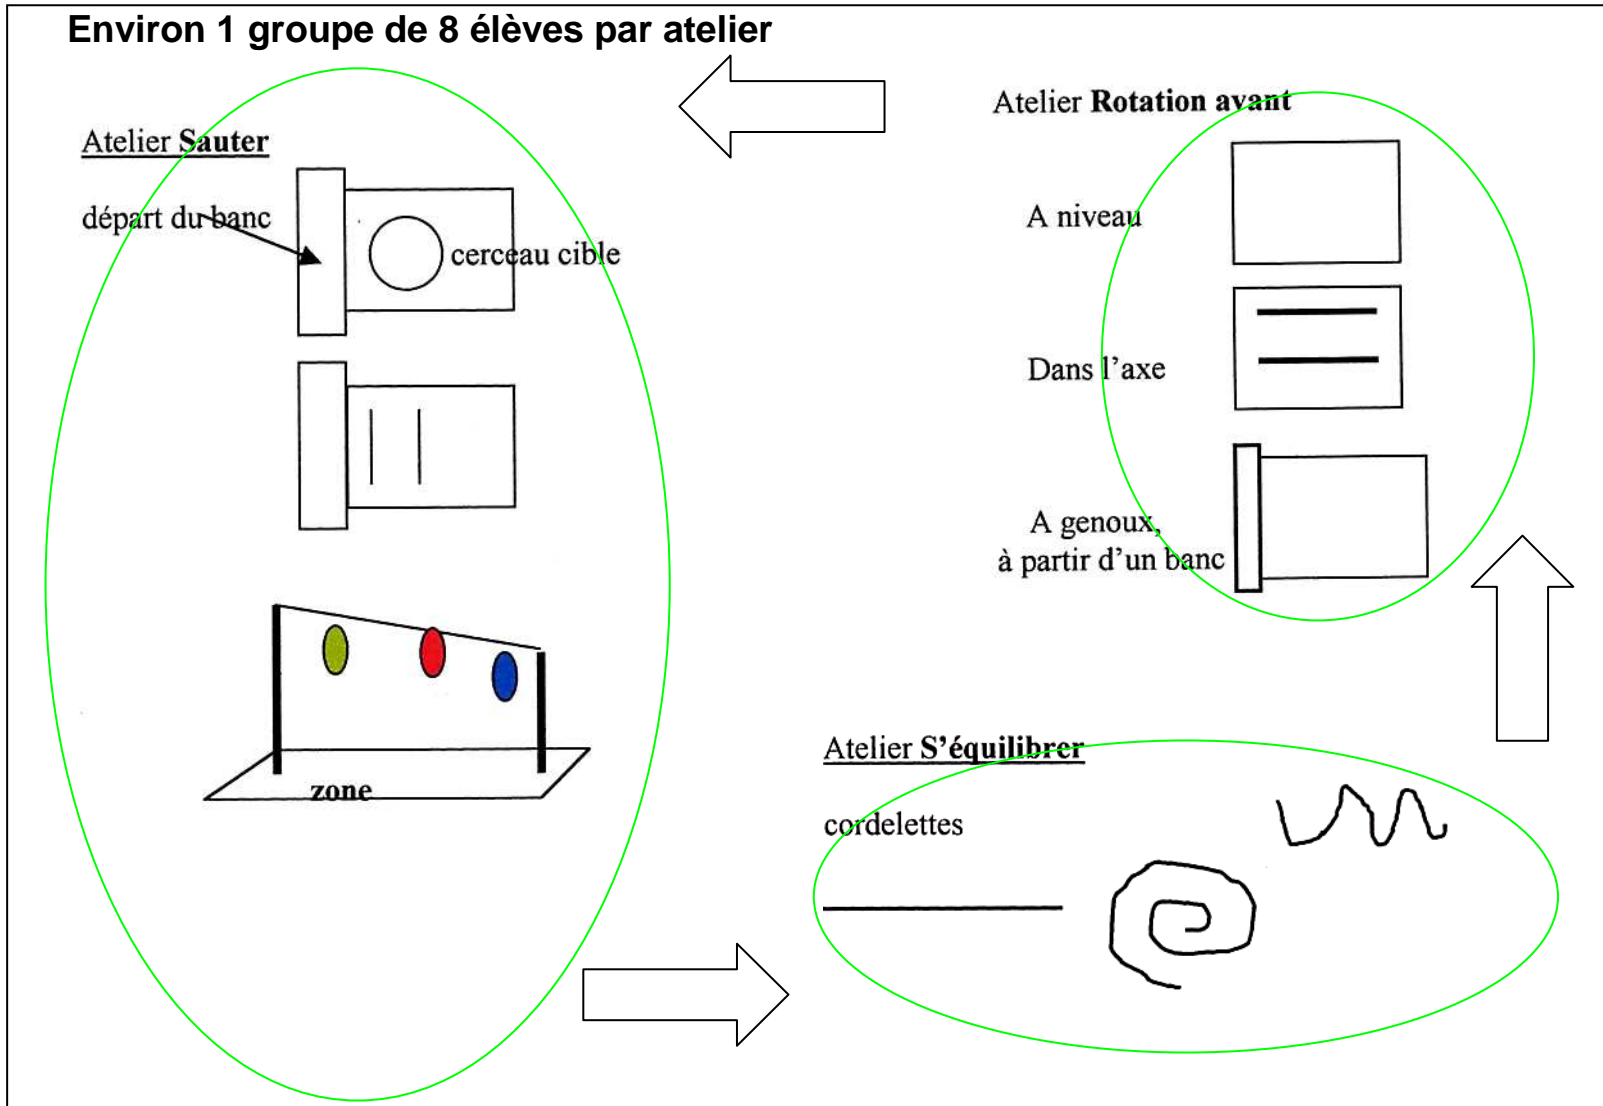 Environ 1 groupe de 8 élèves par atelier
Atelier Sauter
départ du banc
cerceau cible
zone
Atelier Rotation avant
A niveau
Dans l'axe
A genoux,
à partir d'un banc
Atelier S'équilibrer
cordelettes